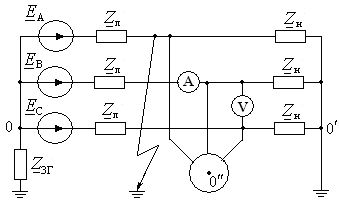 E_A Z_л Z_н
E_B Z_л A Z_н
E_C Z_л V Z_н
0 0'
Z_ЗГ 0''